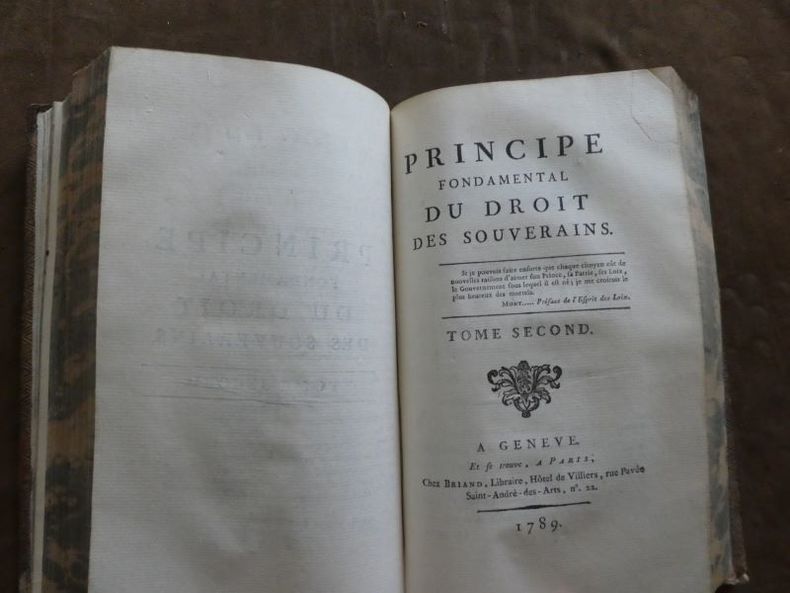 PRINCIPE
FONDAMENTAL
DU DROIT
DES SOUVERAINS.
Si je pouvois faire ensorte que chaque citoyen eût de
nouvelles raisons d'aimer son Prince, sa Patrie, ses Loix,
le Gouvernement sous lequel il est né; je me croirois le
plus heureux des mortels.
MONT..... Préface de l'Esprit des Loix.
TOME SECOND.
A GENEVE.
Et se trouve, A PARIS,
Chez BRIAND, Libraire, Hôtel de Villiers, rue Pavée
Saint-André-des-Arts, n°. 22.
1789.